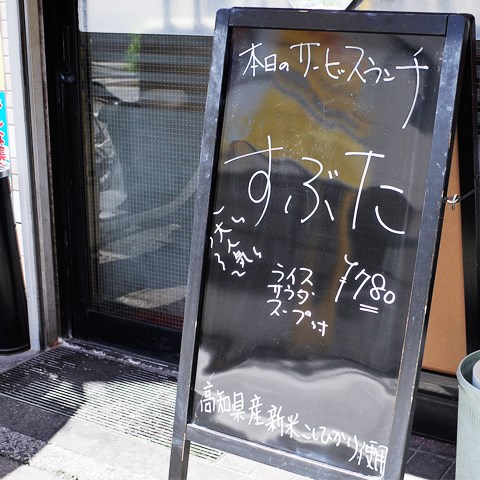 本日のサービスランチ
すぶた
大人気
¥780
ライス
サラダ
スープ付
高知県産新米こしひかり使用